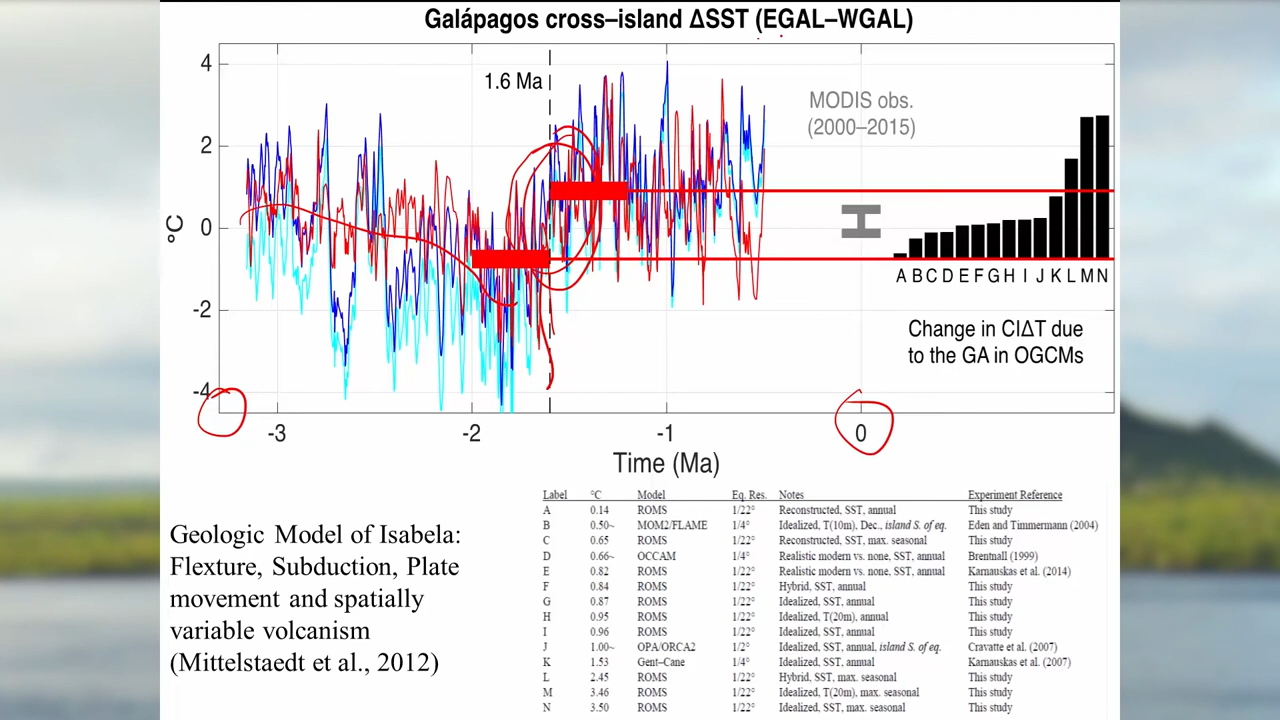 Galápagos cross–island ΔSST (EGAL–WGAL)
4
2
0
-2
-4
°C
1.6 Ma
MODIS obs.
(2000–2015)
A B C D E F G H I J K L M N
Change in CIΔT due
to the GA in OGCMs
-3 -2 -1 0
Time (Ma)
Geologic Model of Isabela:
Flexture, Subduction, Plate
movement and spatially
variable volcanism
(Mittelstaedt et al., 2012)
Label °C Model Eq. Res. Notes Experiment Reference
A 0.14 ROMS 1/22° Reconstructed, SST, annual This study
B 0.50~ MOM2/FLAME 1/4° Idealized, T(10m), Dec., island S. of eq. Eden and Timmermann (2004)
C 0.65 ROMS 1/22° Reconstructed, SST, max. seasonal This study
D 0.66~ OCCAM 1/4° Realistic modern vs. none, SST, annual Brentnall (1999)
E 0.82 ROMS 1/22° Realistic modern vs. none, SST, annual Karnauskas et al. (2014)
F 0.84 ROMS 1/22° Hybrid, SST, annual This study
G 0.87 ROMS 1/22° Idealized, SST, annual This study
H 0.95 ROMS 1/22° Idealized, T(20m), annual This study
I 0.96 ROMS 1/22° Idealized, SST, annual This study
J 1.00~ OPA/ORCA2 1/2° Idealized, SST, annual, island S. of eq. Cravatte et al. (2007)
K 1.53 Gent–Cane 1/4° Idealized, SST, annual Karnauskas et al. (2007)
L 2.45 ROMS 1/22° Hybrid, SST, max. seasonal This study
M 3.46 ROMS 1/22° Idealized, T(20m), max. seasonal This study
N 3.50 ROMS 1/22° Idealized, SST, max. seasonal This study